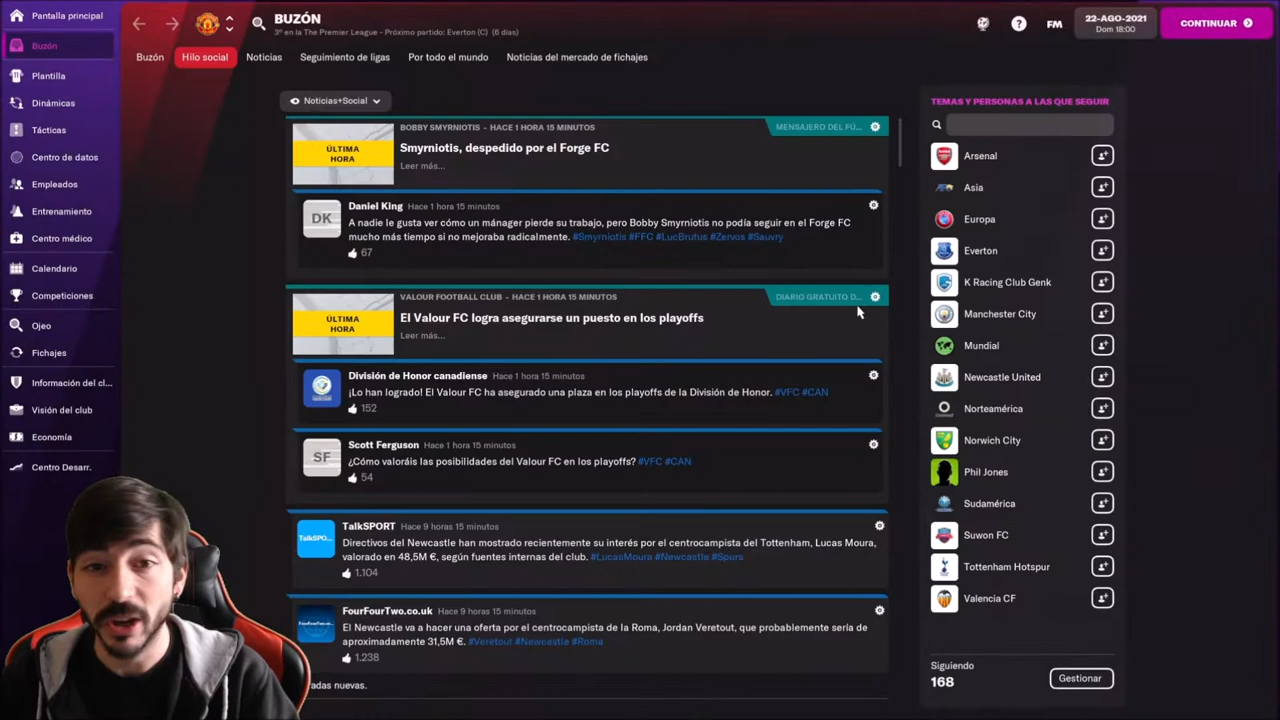 Pantalla principal
BUZÓN
3º en la The Premier League - Próximo partido: Everton (C) (6 días)
FM
22-AGO-2021
Dom 18:00
CONTINUAR
Buzón
Plantilla
Dinámicas
Tácticas
Centro de datos
Empleados
Entrenamiento
Centro médico
Calendario
Competiciones
Ojeo
Fichajes
Información del cl...
Visión del club
Economía
Centro Desarr.
Buzón
Hilo social
Noticias
Seguimiento de ligas
Por todo el mundo
Noticias del mercado de fichajes
Noticias+Social
BOBBY SMYRNIOTIS - HACE 1 HORA 15 MINUTOS
MENSAJERO DEL FÚ...
ÚLTIMA
HORA
Smyrniotis, despedido por el Forge FC
Leer más...
DK
Daniel King Hace 1 hora 15 minutos
A nadie le gusta ver cómo un mánager pierde su trabajo, pero Bobby Smyrniotis no podía seguir en el Forge FC
mucho más tiempo si no mejoraba radicalmente. #Smyrniotis #FFC #LucBrutus #Zervos #Sauvry
67
VALOUR FOOTBALL CLUB - HACE 1 HORA 15 MINUTOS
DIARIO GRATUITO D...
ÚLTIMA
HORA
El Valour FC logra asegurarse un puesto en los playoffs
Leer más...
División de Honor canadiense Hace 1 hora 15 minutos
¡Lo han logrado! El Valour FC ha asegurado una plaza en los playoffs de la División de Honor. #VFC #CAN
152
SF
Scott Ferguson Hace 1 hora 15 minutos
¿Cómo valoráis las posibilidades del Valour FC en los playoffs? #VFC #CAN
54
TalkSPO...
TalkSPORT Hace 9 horas 15 minutos
Directivos del Newcastle han mostrado recientemente su interés por el centrocampista del Tottenham, Lucas Moura,
valorado en 48,5M €, según fuentes internas del club. #LucasMoura #Newcastle #Spurs
1.104
FourFourTwo.co.uk Hace 9 horas 15 minutos
El Newcastle va a hacer una oferta por el centrocampista de la Roma, Jordan Veretout, que probablemente sería de
aproximadamente 31,5M €. #Veretout #Newcastle #Roma
1.238
adas nuevas.
TEMAS Y PERSONAS A LAS QUE SEGUIR
Arsenal
Asia
Europa
Everton
K Racing Club Genk
Manchester City
Mundial
Newcastle United
Norteamérica
Norwich City
Phil Jones
Sudamérica
Suwon FC
Tottenham Hotspur
Valencia CF
Siguiendo
168
Gestionar